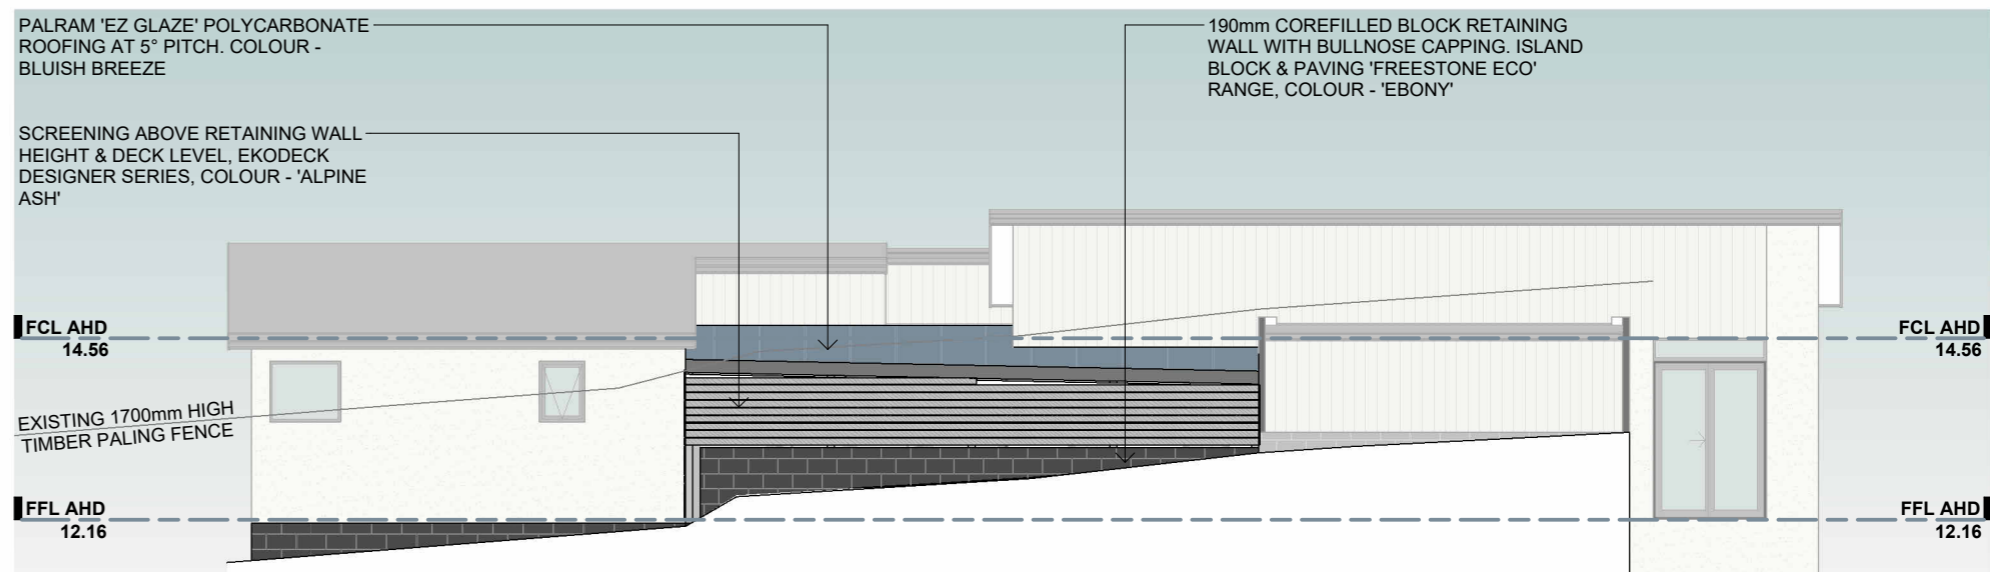 PALRAM 'EZ GLAZE' POLYCARBONATE
ROOFING AT 5° PITCH. COLOUR -
BLUISH BREEZE
190mm COREFILLED BLOCK RETAINING
WALL WITH BULLNOSE CAPPING. ISLAND
BLOCK & PAVING 'FREESTONE ECO'
RANGE, COLOUR - 'EBONY'
SCREENING ABOVE RETAINING WALL
HEIGHT & DECK LEVEL, EKODECK
DESIGNER SERIES, COLOUR - 'ALPINE
ASH'
FCL AHD
14.56
FCL AHD
14.56
EXISTING 1700mm HIGH
TIMBER PALING FENCE
FFL AHD
12.16
FFL AHD
12.16